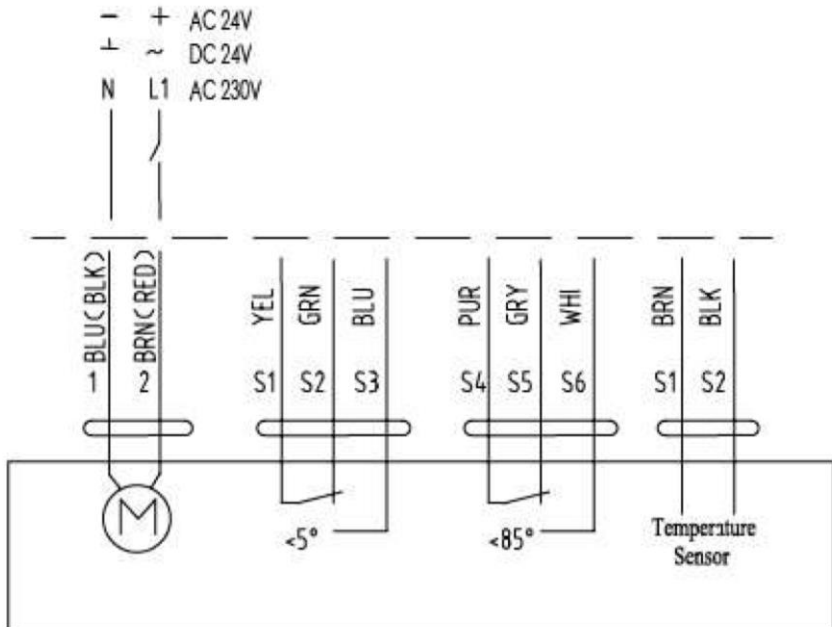 − + AC 24V
⊥ ~ DC 24V
N L1 AC 230V
1 BLU(BLK)
2 BRN(RED)
S1 YEL
S2 GRN
S3 BLU
S4 PUR
S5 GRY
S6 WHI
S1 BRN
S2 BLK
M
<5°
<85°
Temperature
Sensor